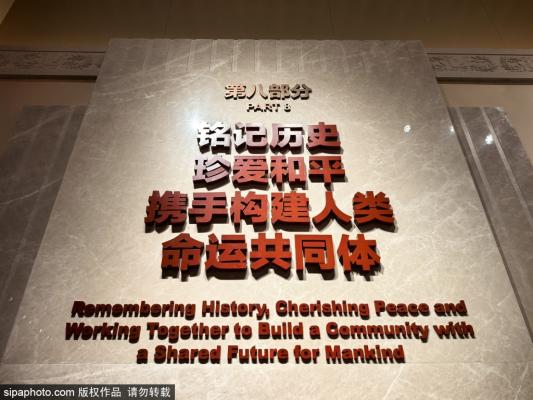 第八部分
PART 8
铭记历史
珍爱和平
携手构建人类
命运共同体
Remembering History, Cherishing Peace and
Working Together to Build a Community with
a Shared Future for Mankind
sipaphoto.com 版权作品 请勿转载